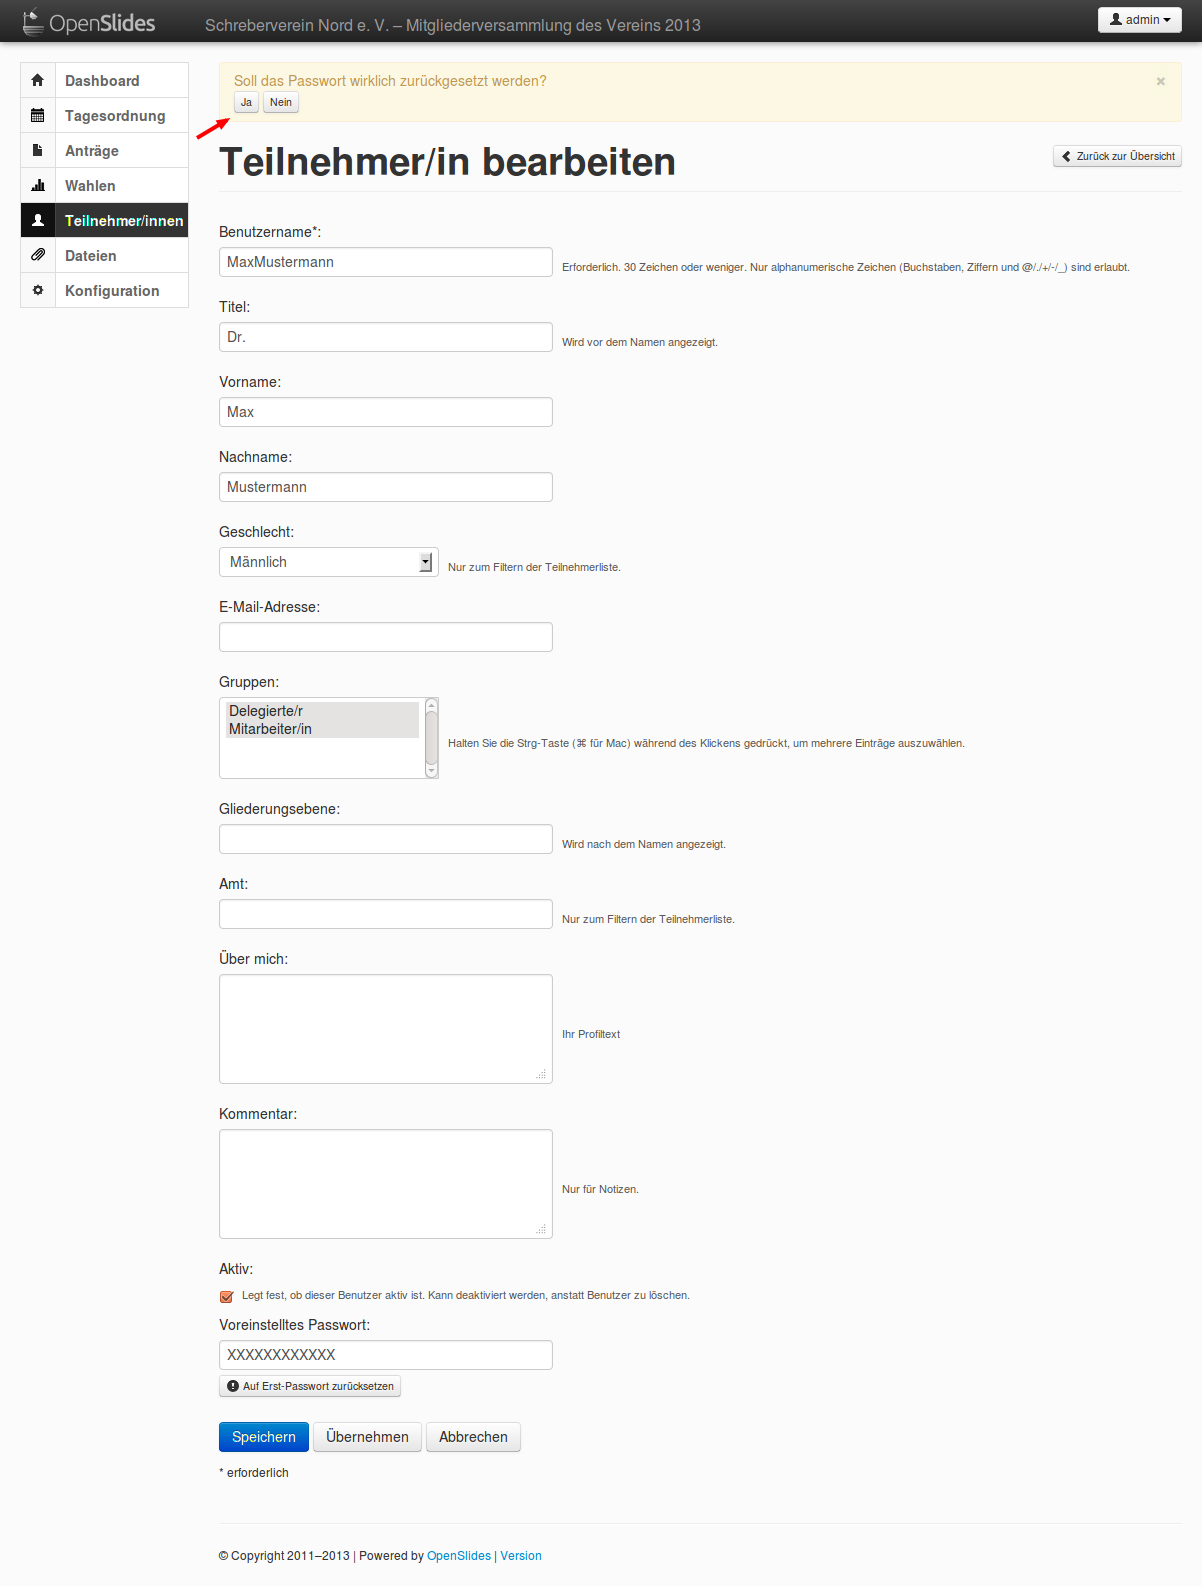 OpenSlides
Schreberverein Nord e. V. – Mitgliederversammlung des Vereins 2013
admin
Dashboard
Tagesordnung
Anträge
Wahlen
Teilnehmer/innen
Dateien
Konfiguration
Soll das Passwort wirklich zurückgesetzt werden?
×
Ja Nein
Teilnehmer/in bearbeiten
Zurück zur Übersicht
Benutzername*:
MaxMustermann
Erforderlich. 30 Zeichen oder weniger. Nur alphanumerische Zeichen (Buchstaben, Ziffern und @/./+/-/_) sind erlaubt.
Titel:
Dr.
Wird vor dem Namen angezeigt.
Vorname:
Max
Nachname:
Mustermann
Geschlecht:
Männlich
Nur zum Filtern der Teilnehmerliste.
E-Mail-Adresse:
Gruppen:
Delegierte/r
Mitarbeiter/in
Halten Sie die Strg-Taste (⌘ für Mac) während des Klickens gedrückt, um mehrere Einträge auszuwählen.
Gliederungsebene:
Wird nach dem Namen angezeigt.
Amt:
Nur zum Filtern der Teilnehmerliste.
Über mich:
Ihr Profiltext
Kommentar:
Nur für Notizen.
Aktiv:
Legt fest, ob dieser Benutzer aktiv ist. Kann deaktiviert werden, anstatt Benutzer zu löschen.
Voreinstelltes Passwort:
XXXXXXXXXXXX
Auf Erst-Passwort zurücksetzen
Speichern Übernehmen Abbrechen
* erforderlich
© Copyright 2011–2013 | Powered by OpenSlides | Version